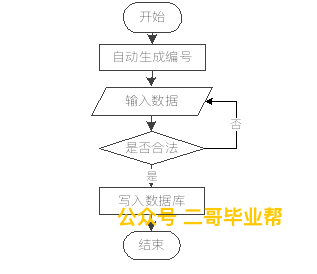 开始
自动生成编号
输入数据
否
是否合法
是
写入数据库
公众号 二哥毕业帮
结束